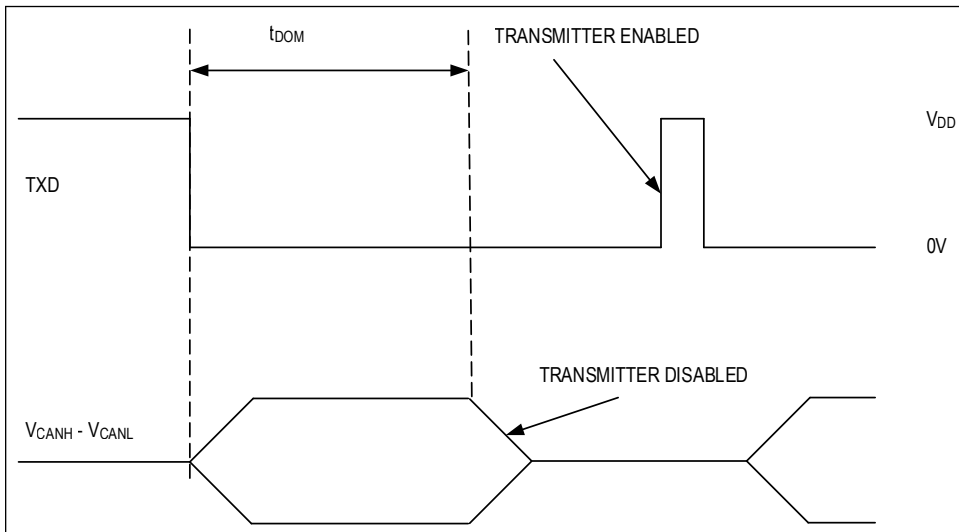 tDOM
TRANSMITTER ENABLED
VDD
TXD
0V
TRANSMITTER DISABLED
VCANH - VCANL